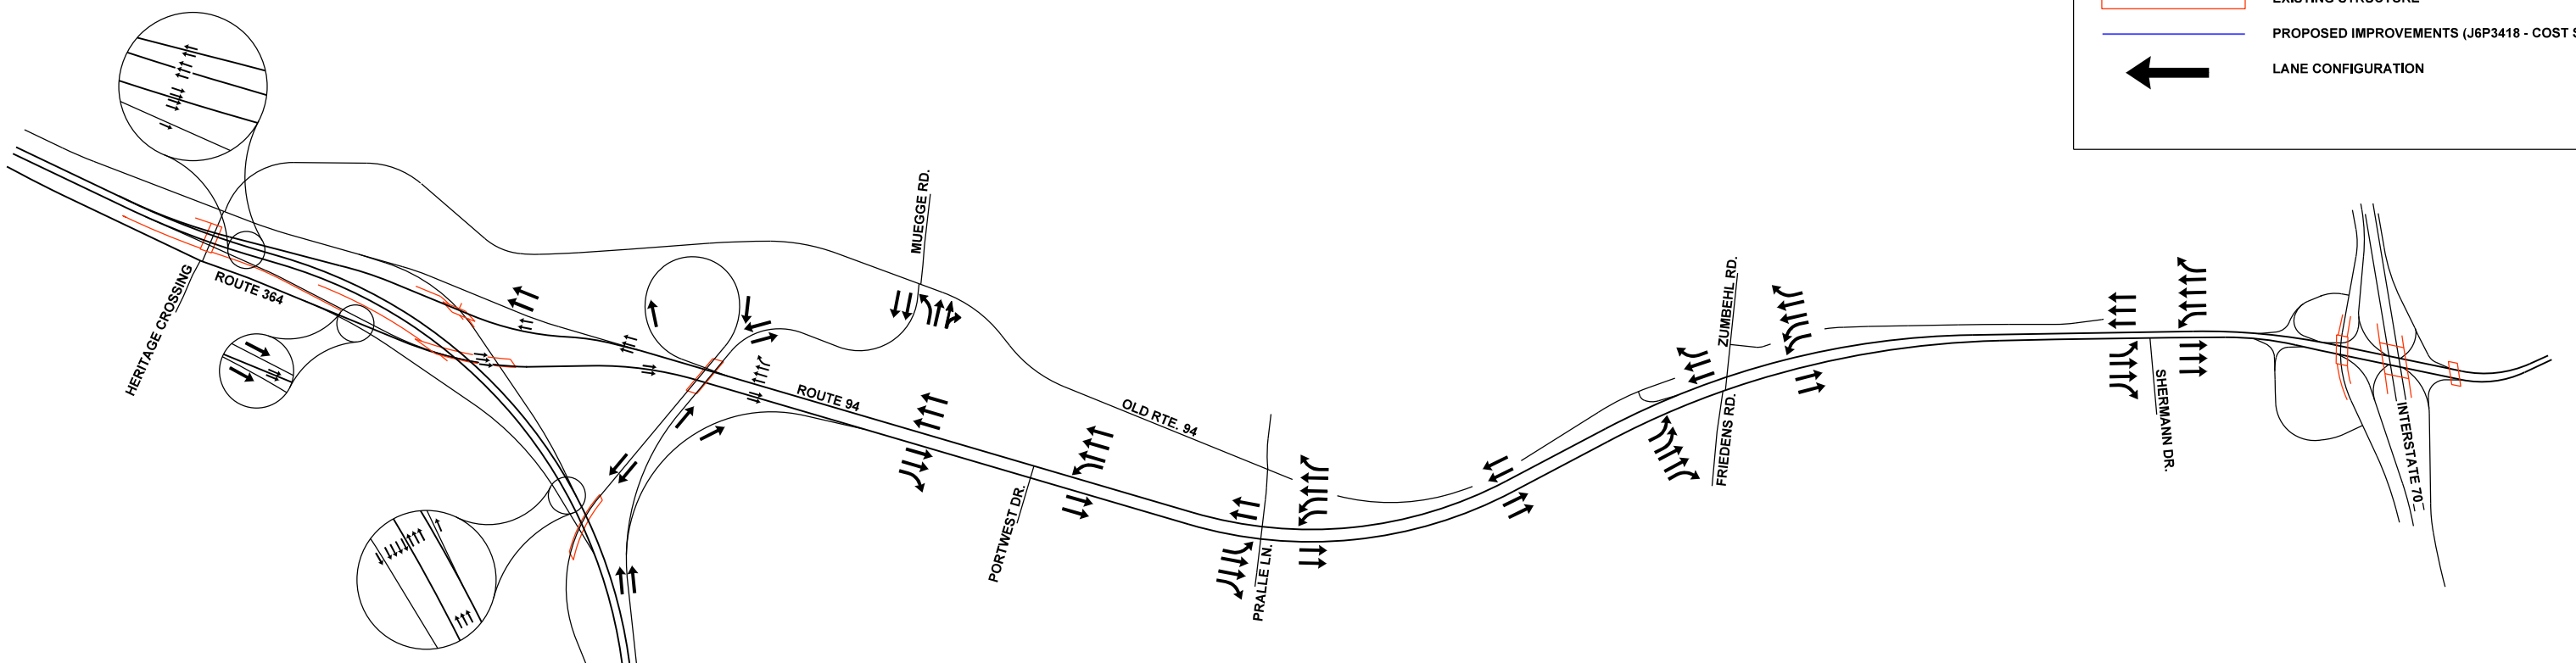 EXISTING STRUCTURE
PROPOSED IMPROVEMENTS (J6P3418 - COST
LANE CONFIGURATION
HERITAGE CROSSING
ROUTE 364
MUEGGE RD.
ROUTE 94
PORTWEST DR.
OLD RTE. 94
PRALLE LN.
ZUMBEHL RD.
FRIEDENS RD.
SHERMANN DR.
INTERSTATE 70